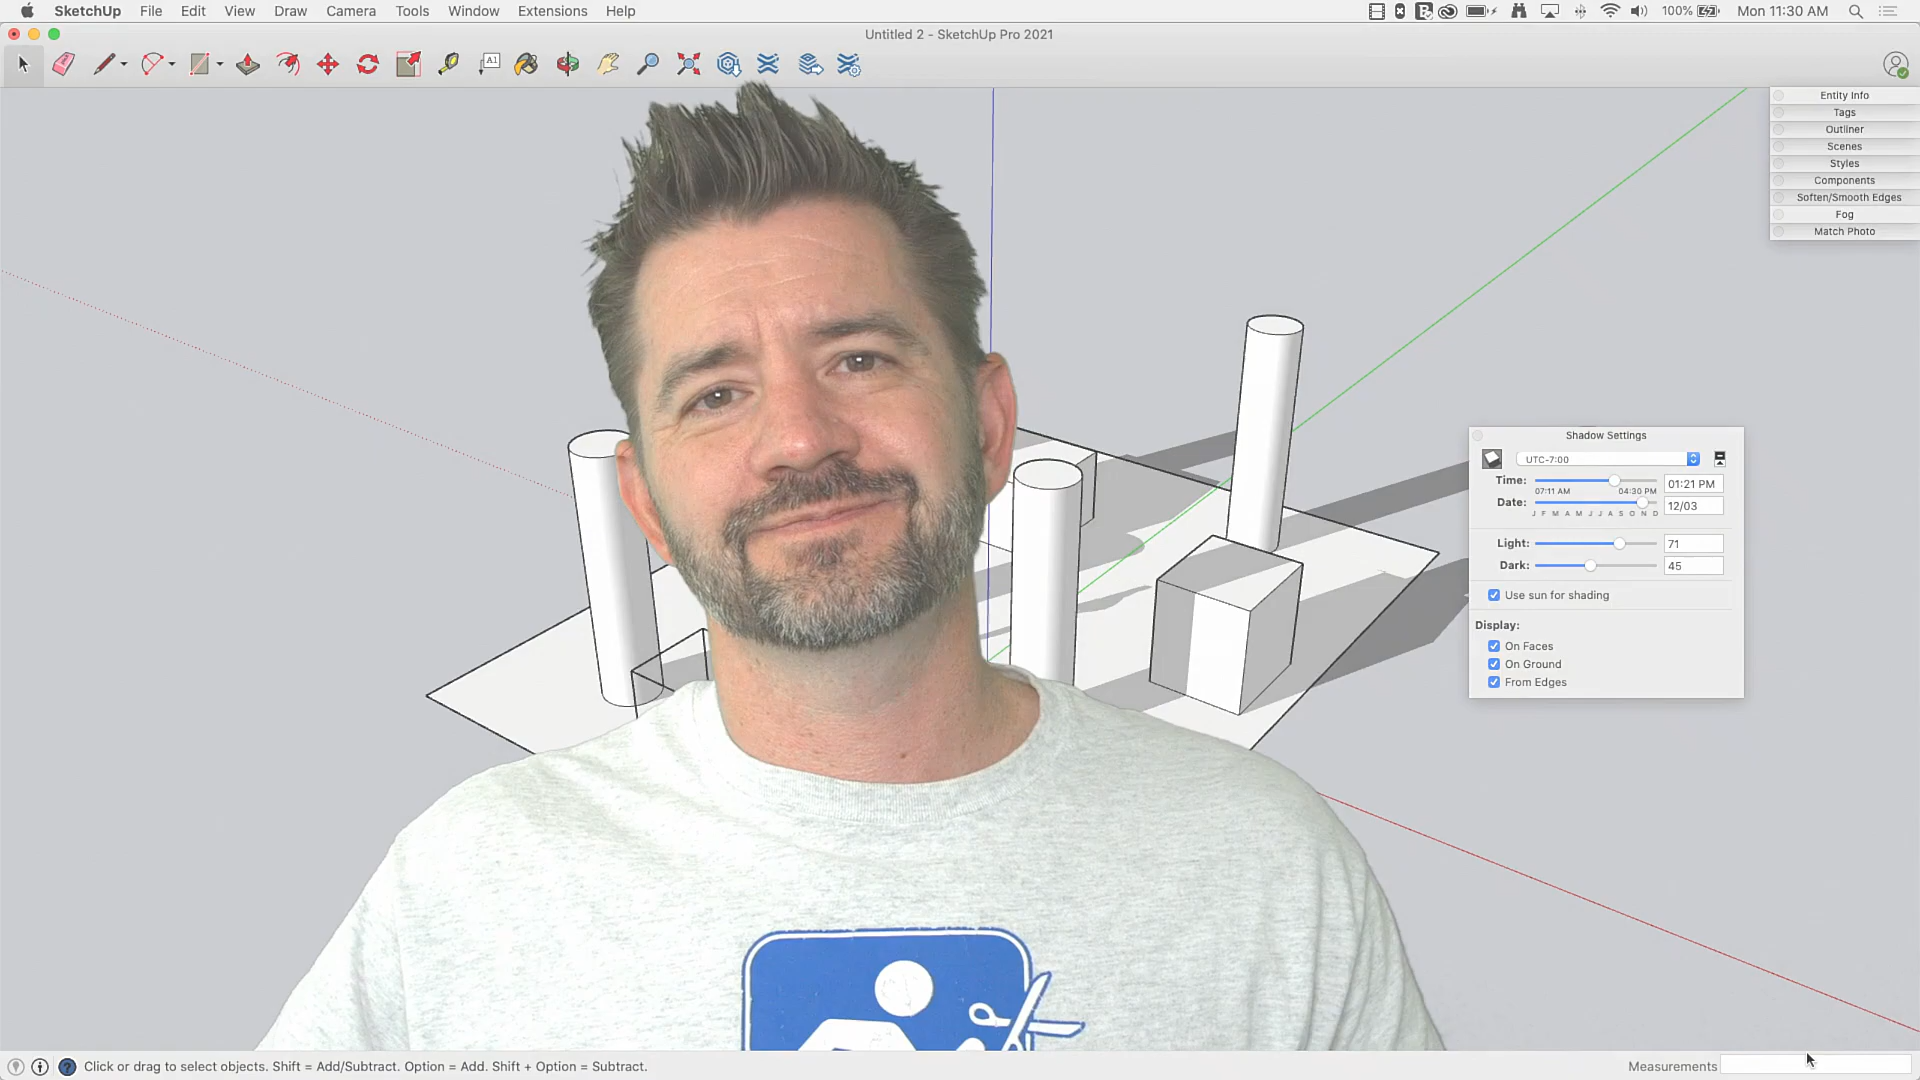 SketchUp File Edit View Draw Camera Tools Window Extensions Help 100% Mon 11:30 AM
Untitled 2 - SketchUp Pro 2021
A1
Entity Info
Tags
Outliner
Scenes
Styles
Components
Soften/Smooth Edges
Fog
Match Photo
Shadow Settings
UTC-7:00
Time: 01:21 PM
07:11 AM 04:30 PM
Date: 12/03
J F M A M J J A S O N D
Light: 71
Dark: 45
Use sun for shading
Display:
On Faces
On Ground
From Edges
Click or drag to select objects. Shift = Add/Subtract. Option = Add. Shift + Option = Subtract.
Measurements